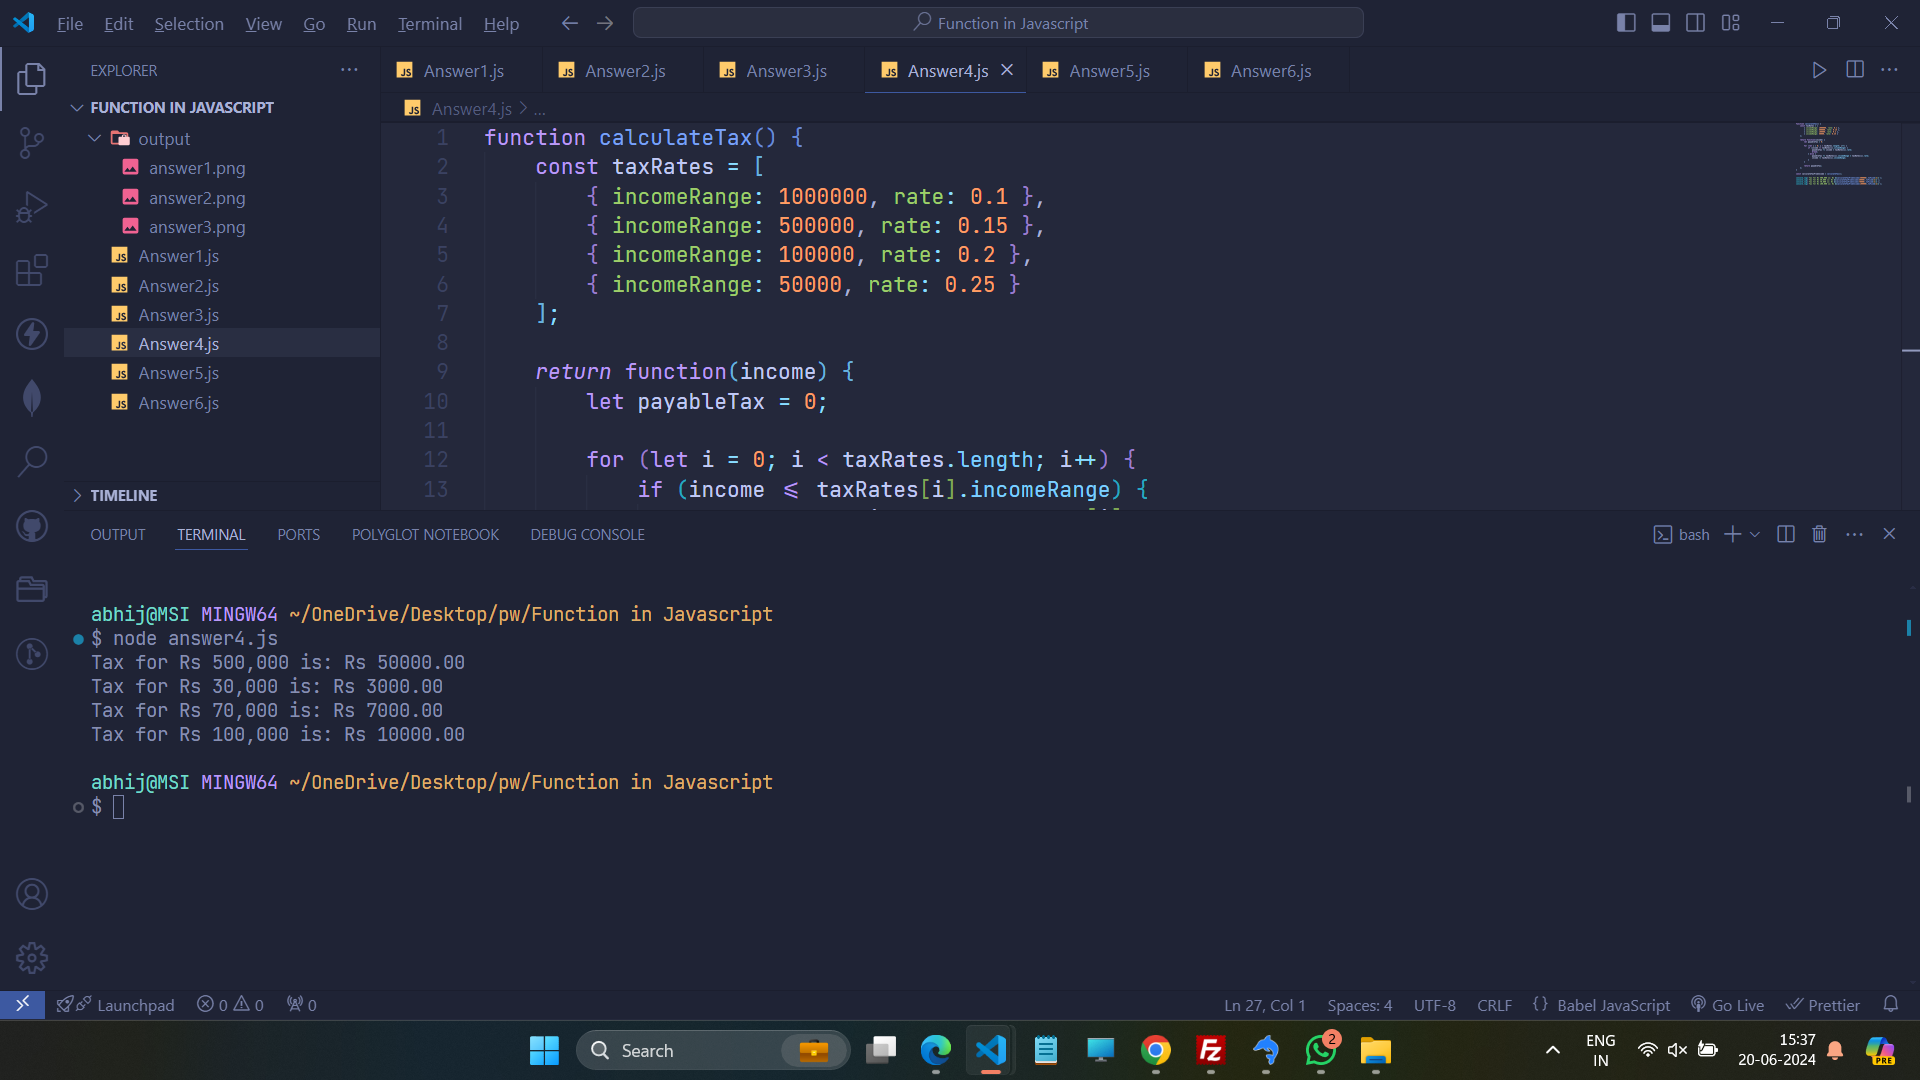 File Edit Selection View Go Run Terminal Help
Function in Javascript
EXPLORER
FUNCTION IN JAVASCRIPT
output
answer1.png
answer2.png
answer3.png
Answer1.js
Answer2.js
Answer3.js
Answer4.js
Answer5.js
Answer6.js
TIMELINE
JS Answer1.js JS Answer2.js JS Answer3.js JS Answer4.js JS Answer5.js JS Answer6.js
JS Answer4.js > ...
1 function calculateTax() {
2 const taxRates = [
3 { incomeRange: 1000000, rate: 0.1 },
4 { incomeRange: 500000, rate: 0.15 },
5 { incomeRange: 100000, rate: 0.2 },
6 { incomeRange: 50000, rate: 0.25 }
7 ];
8
9 return function(income) {
10 let payableTax = 0;
11
12 for (let i = 0; i < taxRates.length; i++) {
13 if (income <= taxRates[i].incomeRange) {
OUTPUT TERMINAL PORTS POLYGLOT NOTEBOOK DEBUG CONSOLE
bash
abhij@MSI MINGW64 ~/OneDrive/Desktop/pw/Function in Javascript
$ node answer4.js
Tax for Rs 500,000 is: Rs 50000.00
Tax for Rs 30,000 is: Rs 3000.00
Tax for Rs 70,000 is: Rs 7000.00
Tax for Rs 100,000 is: Rs 10000.00
abhij@MSI MINGW64 ~/OneDrive/Desktop/pw/Function in Javascript
$
Launchpad 0 0 0
Ln 27, Col 1 Spaces: 4 UTF-8 CRLF {} Babel JavaScript Go Live Prettier
Search
2
ENG
IN
15:37
20-06-2024
PRE